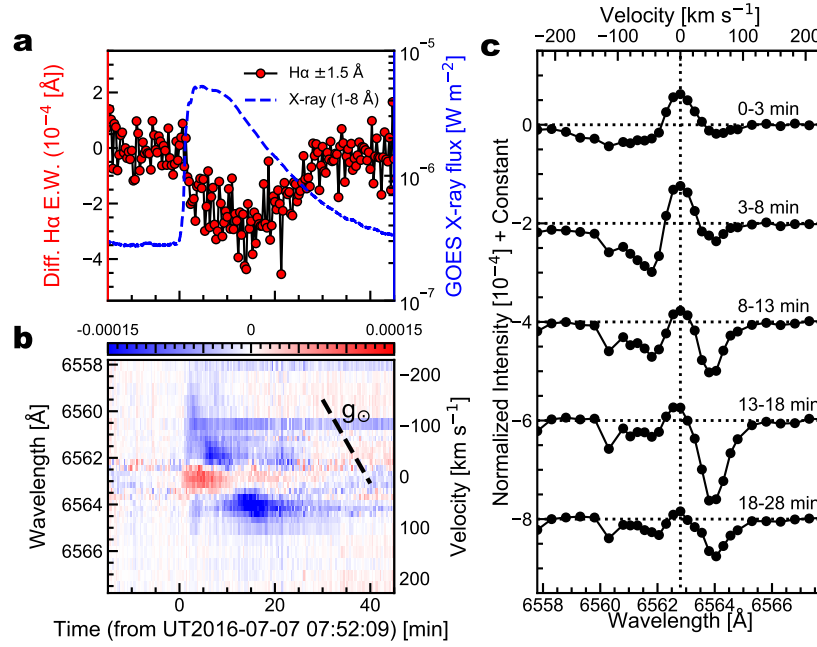 a
Hα ±1.5 Å
X-ray (1-8 Å)
Diff. Hα E.W. (10⁻⁴ [Å])
2
0
−2
−4
10⁻⁵
10⁻⁶
10⁻⁷
GOES X-ray flux [W m⁻²]
b
-0.00015 0 0.00015
Wavelength [Å]
6558
6560
6562
6564
6566
g⊙
−200
−100
0
100
200
Velocity [km s⁻¹]
0 20 40
Time (from UT2016-07-07 07:52:09) [min]
c
Velocity [km s⁻¹]
−200 −100 0 100 200
Normalized Intensity [10⁻⁴] + Constant
0
−2
−4
−6
−8
0-3 min
3-8 min
8-13 min
13-18 min
18-28 min
6558 6560 6562 6564 6566
Wavelength [Å]